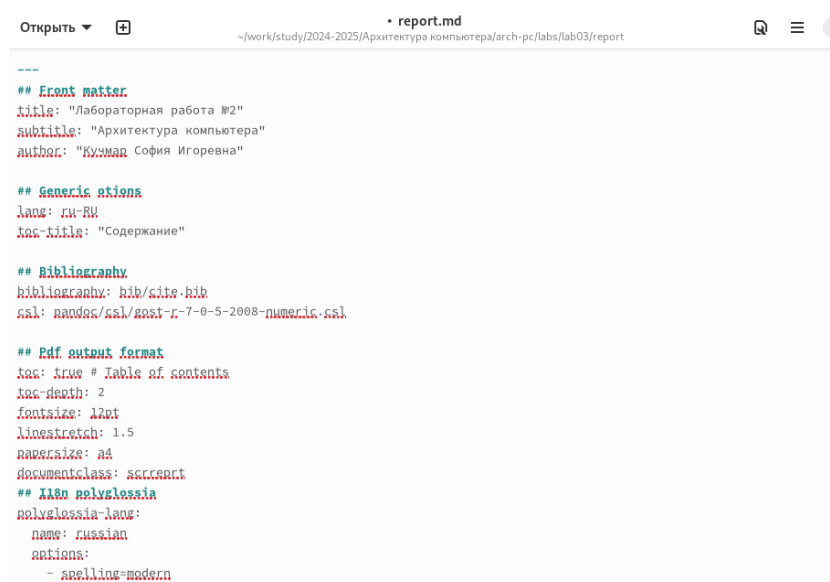 Открыть
• report.md
~/work/study/2024-2025/Архитектура компьютера/arch-pc/labs/lab03/report
---
## Front matter
title: "Лабораторная работа №2"
subtitle: "Архитектура компьютера"
author: "Кучмар София Игоревна"
## Generic otions
lang: ru-RU
toc-title: "Содержание"
## Bibliography
bibliography: bib/cite.bib
csl: pandoc/csl/gost-r-7-0-5-2008-numeric.csl
## Pdf output format
toc: true # Table of contents
toc-depth: 2
fontsize: 12pt
linestretch: 1.5
papersize: a4
documentclass: scrreprt
## I18n polyglossia
polyglossia-lang:
  name: russian
  options:
    - spelling=modern